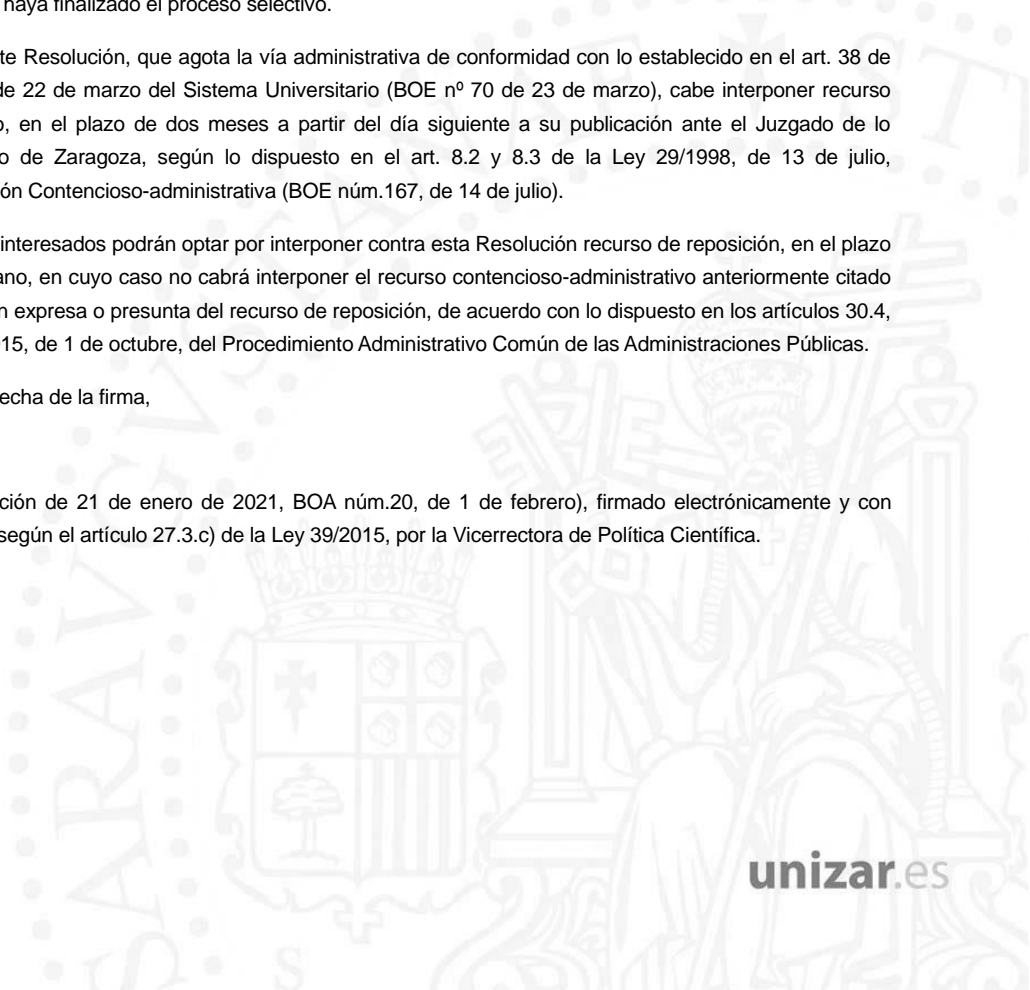 haya finalizado el proceso selectivo.
te Resolución, que agota la vía administrativa de conformidad con lo establecido en el art. 38 de
de 22 de marzo del Sistema Universitario (BOE nº 70 de 23 de marzo), cabe interponer recurso
o, en el plazo de dos meses a partir del día siguiente a su publicación ante el Juzgado de lo
o de Zaragoza, según lo dispuesto en el art. 8.2 y 8.3 de la Ley 29/1998, de 13 de julio,
ón Contencioso-administrativa (BOE núm.167, de 14 de julio).
interesados podrán optar por interponer contra esta Resolución recurso de reposición, en el plazo
ano, en cuyo caso no cabrá interponer el recurso contencioso-administrativo anteriormente citado
n expresa o presunta del recurso de reposición, de acuerdo con lo dispuesto en los artículos 30.4,
015, de 1 de octubre, del Procedimiento Administrativo Común de las Administraciones Públicas.
echa de la firma,
ción de 21 de enero de 2021, BOA núm.20, de 1 de febrero), firmado electrónicamente y con
según el artículo 27.3.c) de la Ley 39/2015, por la Vicerrectora de Política Científica.
unizar.es